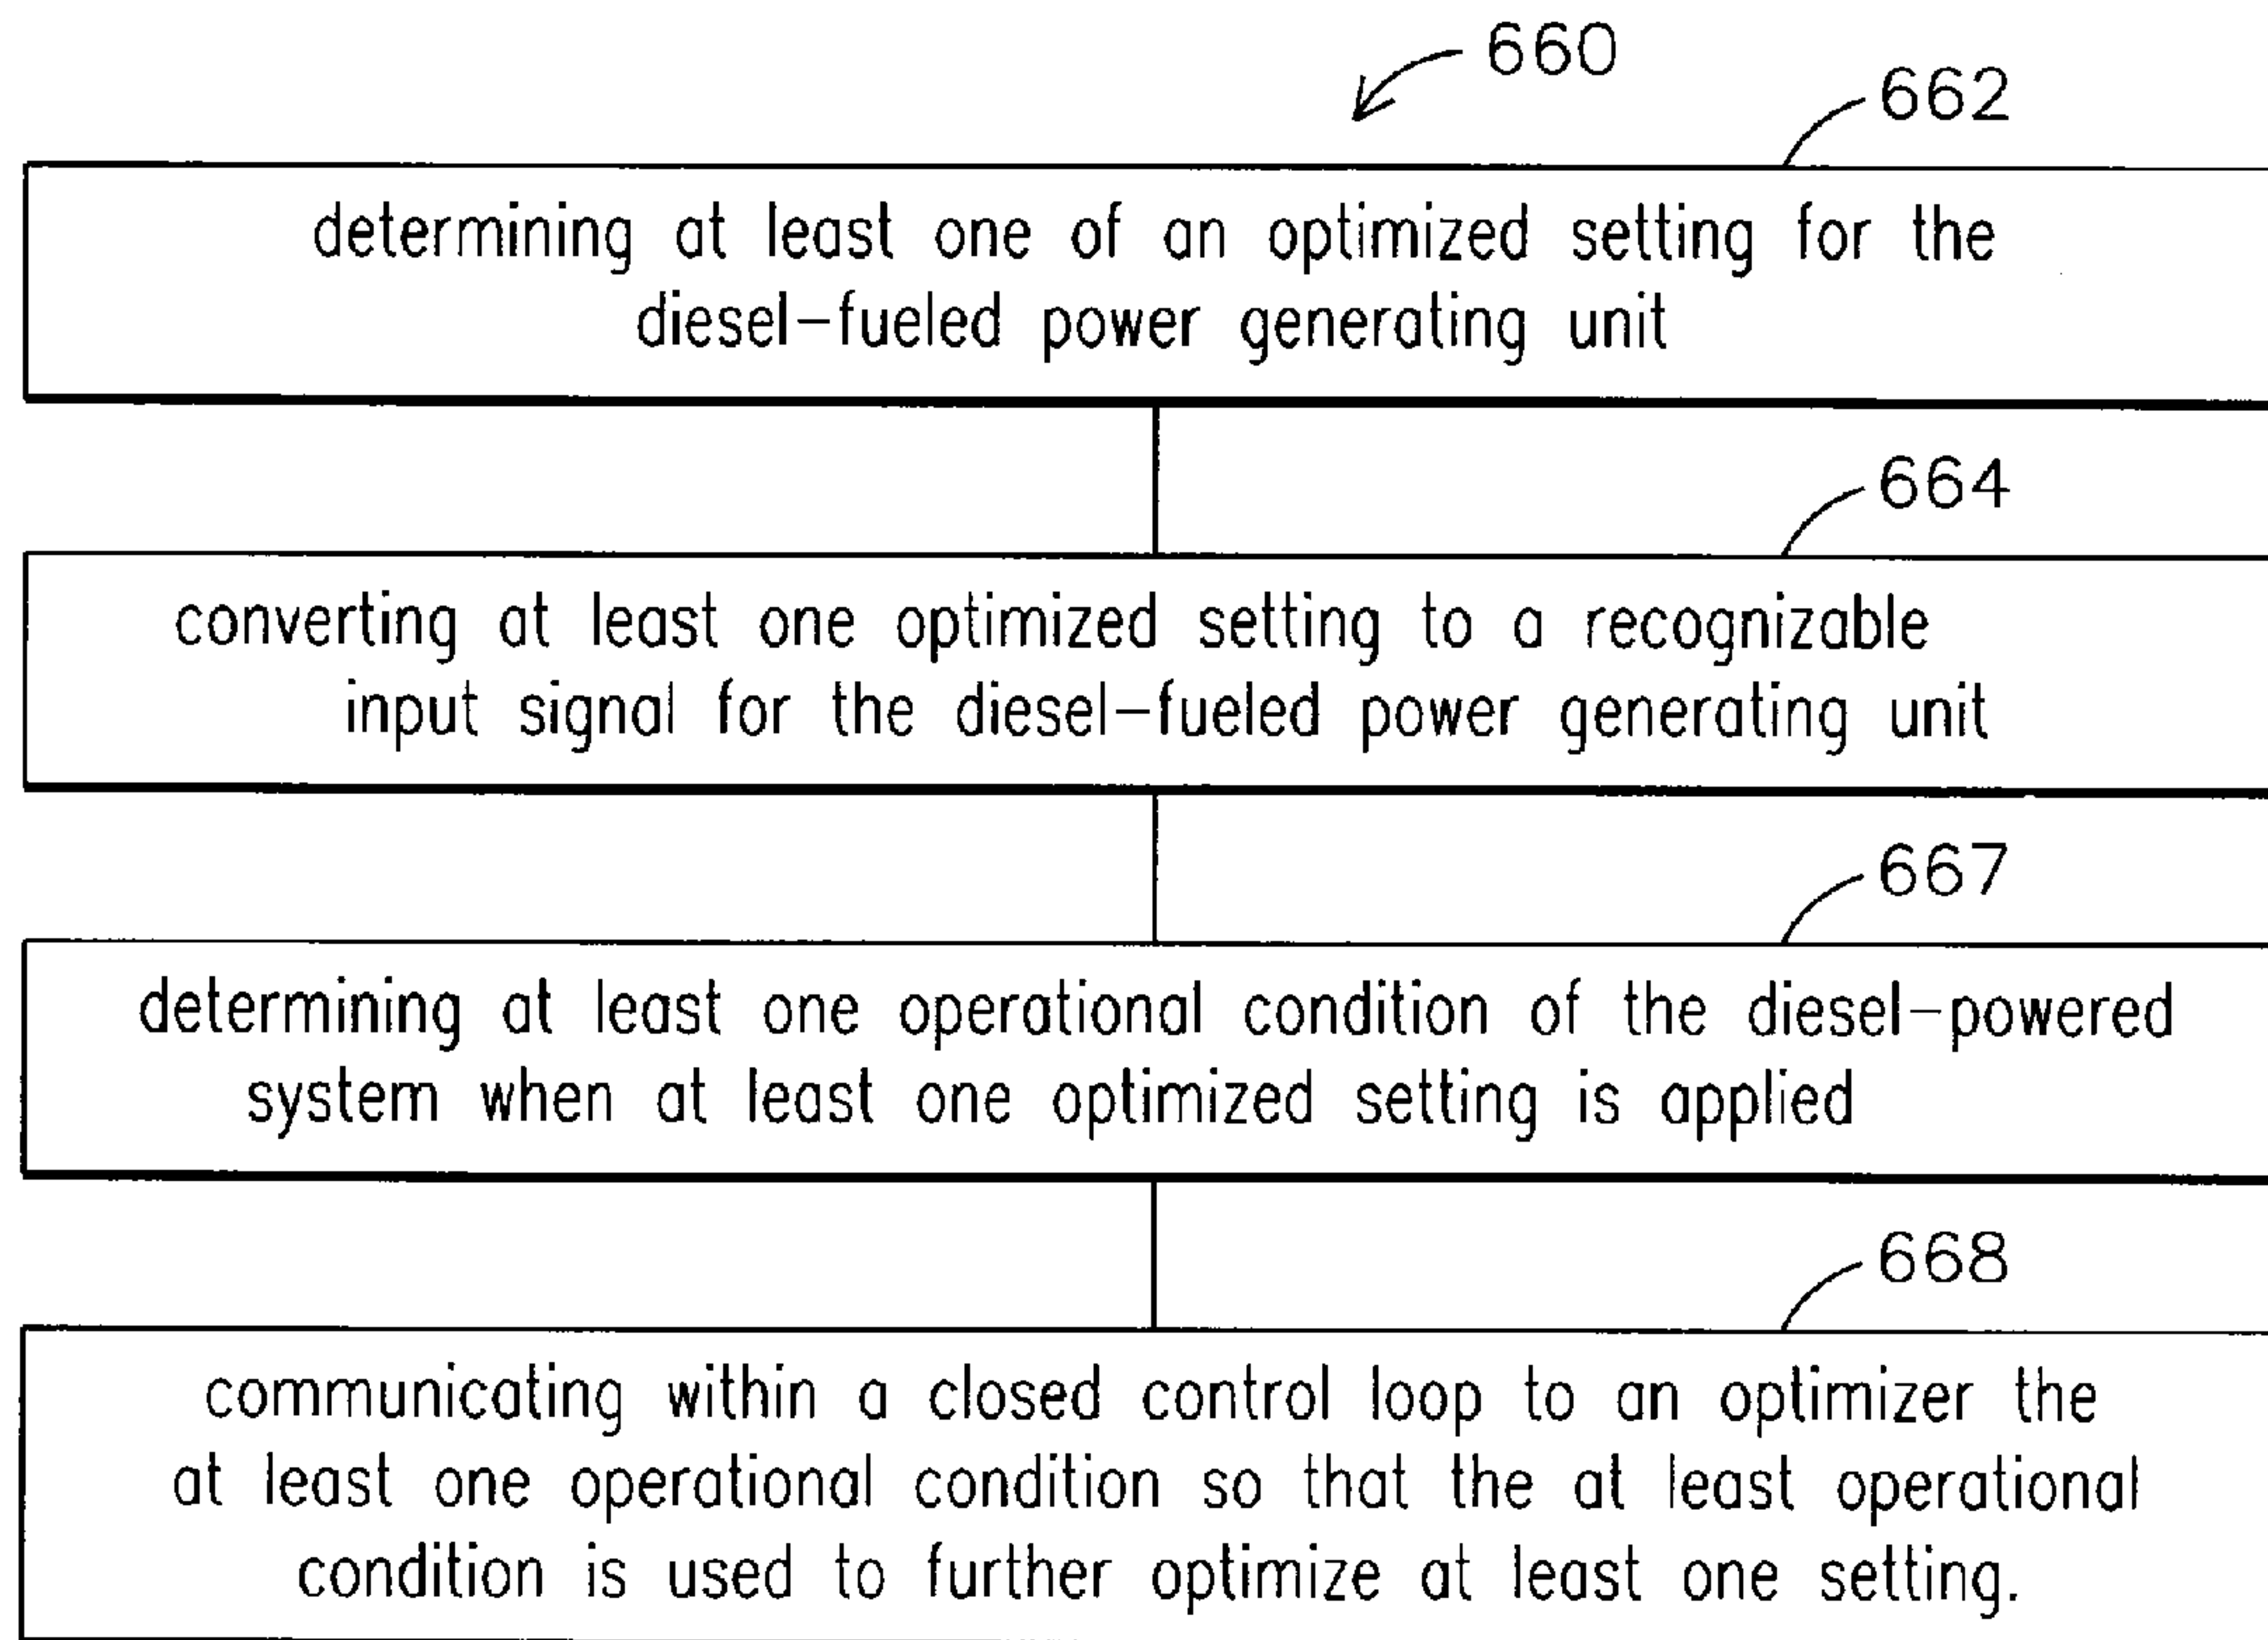 660
662
determining at least one of an optimized setting for the
diesel-fueled power generating unit
664
converting at least one optimized setting to a recognizable
input signal for the diesel-fueled power generating unit
667
determining at least one operational condition of the diesel-powered
system when at least one optimized setting is applied
668
communicating within a closed control loop to an optimizer the
at least one operational condition so that the at least operational
condition is used to further optimize at least one setting.